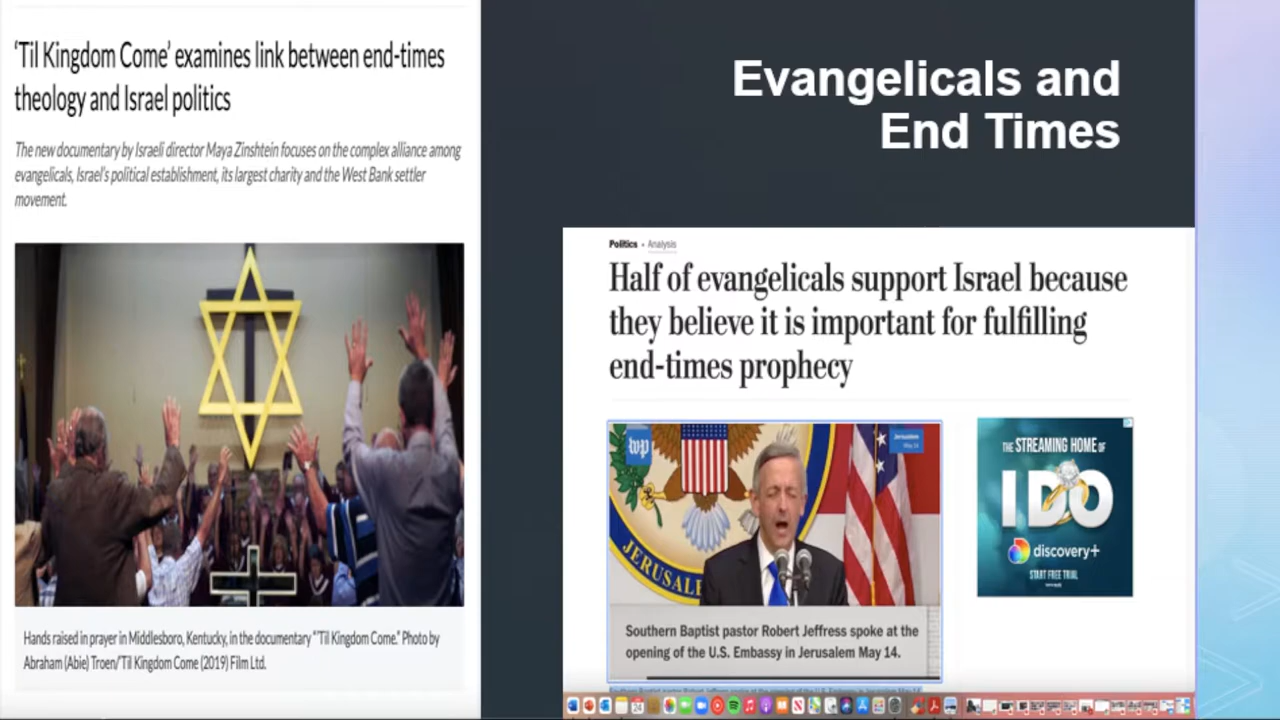 'Til Kingdom Come' examines link between end-times
theology and Israel politics
The new documentary by Israeli director Maya Zinshtein focuses on the complex alliance among
evangelicals, Israel's political establishment, its largest charity and the West Bank settler
movement.
Hands raised in prayer in Middlesboro, Kentucky, in the documentary "'Til Kingdom Come." Photo by
Abraham (Abie) Troen/'Til Kingdom Come (2019) Film Ltd.
Evangelicals and
End Times
Politics • Analysis
Half of evangelicals support Israel because
they believe it is important for fulfilling
end-times prophecy
wp
Jerusalem
May 14
JERUSALE
Southern Baptist pastor Robert Jeffress spoke at the
opening of the U.S. Embassy in Jerusalem May 14.
THE STREAMING HOME OF
I DO
discovery+
START FREE TRIAL